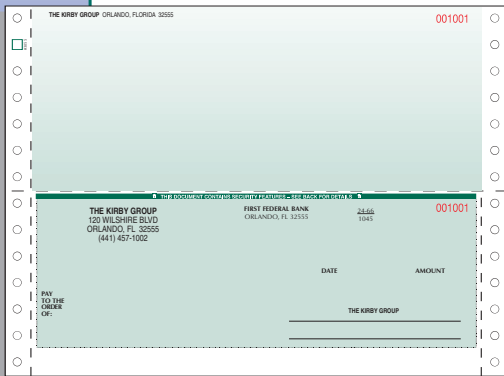 THE KIRBY GROUP ORLANDO, FLORIDA 32555
001001
THIS DOCUMENT CONTAINS SECURITY FEATURES – SEE BACK FOR DETAILS
THE KIRBY GROUP
120 WILSHIRE BLVD
ORLANDO, FL 32555
(441) 457-1002
FIRST FEDERAL BANK
ORLANDO, FL 32555
24-66
1045
001001
DATE AMOUNT
PAY
TO THE
ORDER
OF:
THE KIRBY GROUP